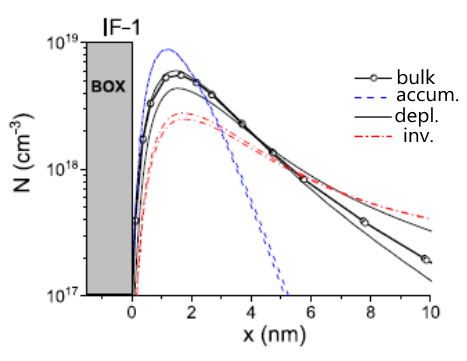 IF-1
10^19
BOX
bulk
accum.
depl.
inv.
N (cm^-3)
10^18
10^17
0
2
4
6
8
10
x (nm)